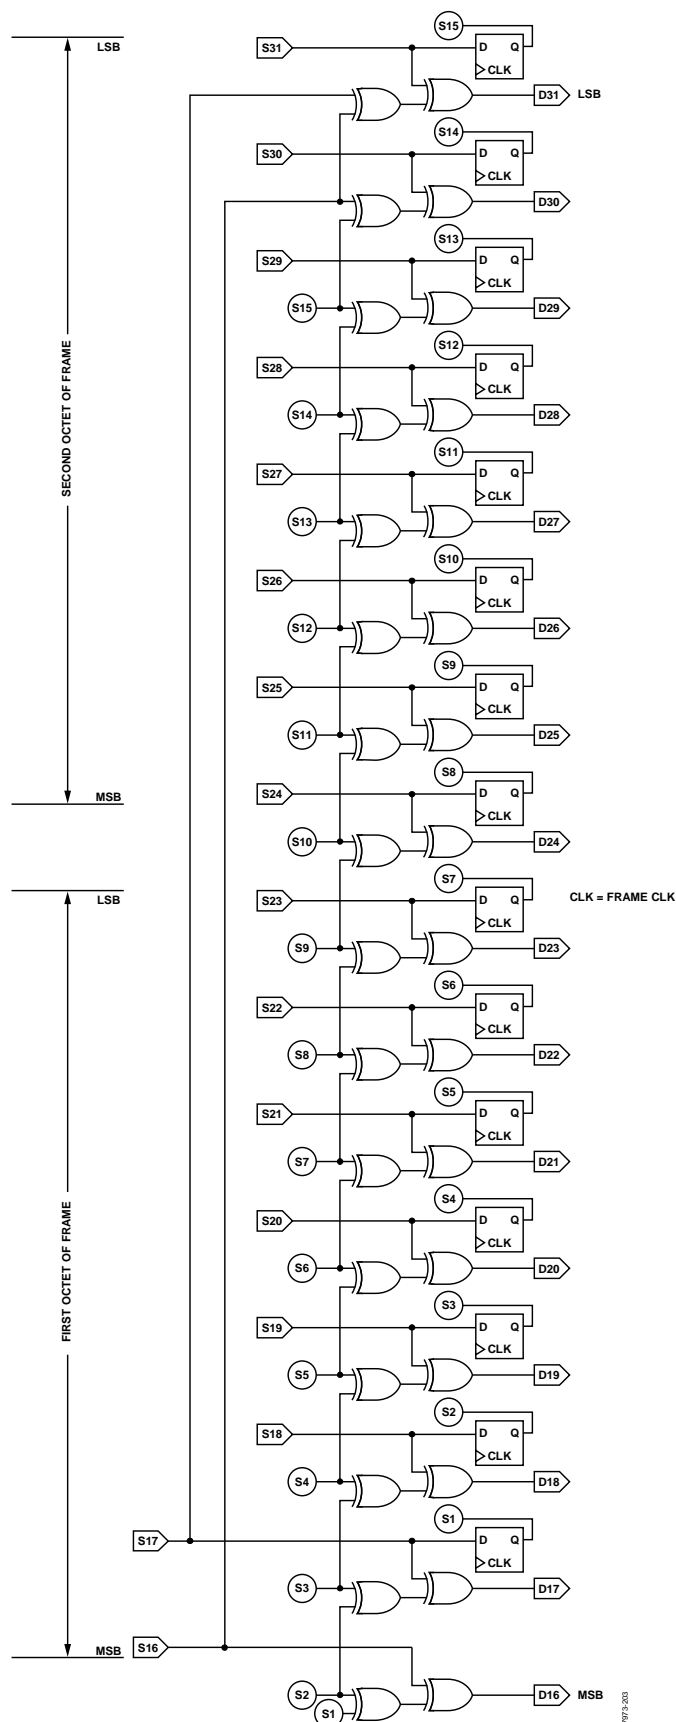 S15
LSB
S31
D Q
CLK
D31 LSB
S14
S30
D Q
CLK
D30
S13
S29
D Q
CLK
S15
D29
S12
S28
D Q
CLK
S14
D28
S11
S27
D Q
CLK
S13
D27
S10
S26
D Q
CLK
S12
D26
S9
S25
D Q
CLK
S11
D25
S8
S24
D Q
CLK
S10
D24
SECOND OCTET OF FRAME
MSB
S7
LSB
S23
D Q
CLK
CLK = FRAME CLK
S9
D23
S6
S22
D Q
CLK
S8
D22
S5
S21
D Q
CLK
S7
D21
S4
S20
D Q
CLK
S6
D20
S3
S19
D Q
CLK
S5
D19
S2
S18
D Q
CLK
S4
D18
S1
S17
D Q
CLK
S3
D17
FIRST OCTET OF FRAME
MSB
S16
S2
D16 MSB
S1
7973-203